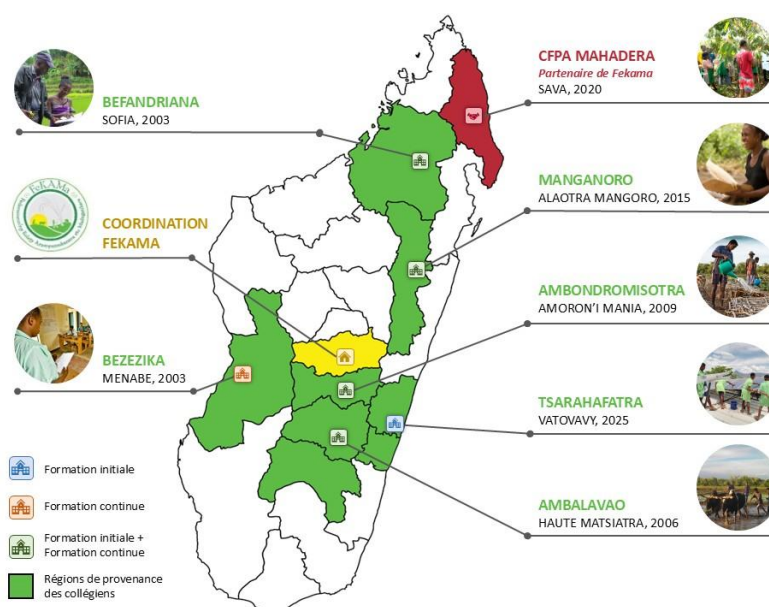 BEFANDRIANA
SOFIA, 2003
COORDINATION
FEKAMA
BEZEZIKA
MENABE, 2003
CFPA MAHADERA
Partenaire de Fekama
SAVA, 2020
MANGANORO
ALAOTRA MANGORO, 2015
AMBONDROMISOTRA
AMORON'I MANIA, 2009
TSARAHAFATRA
VATOVAVY, 2025
AMBALAVAO
HAUTE MATSIATRA, 2006
Formation initiale
Formation continue
Formation initiale +
Formation continue
Régions de provenance
des collégiens
FeKAMa